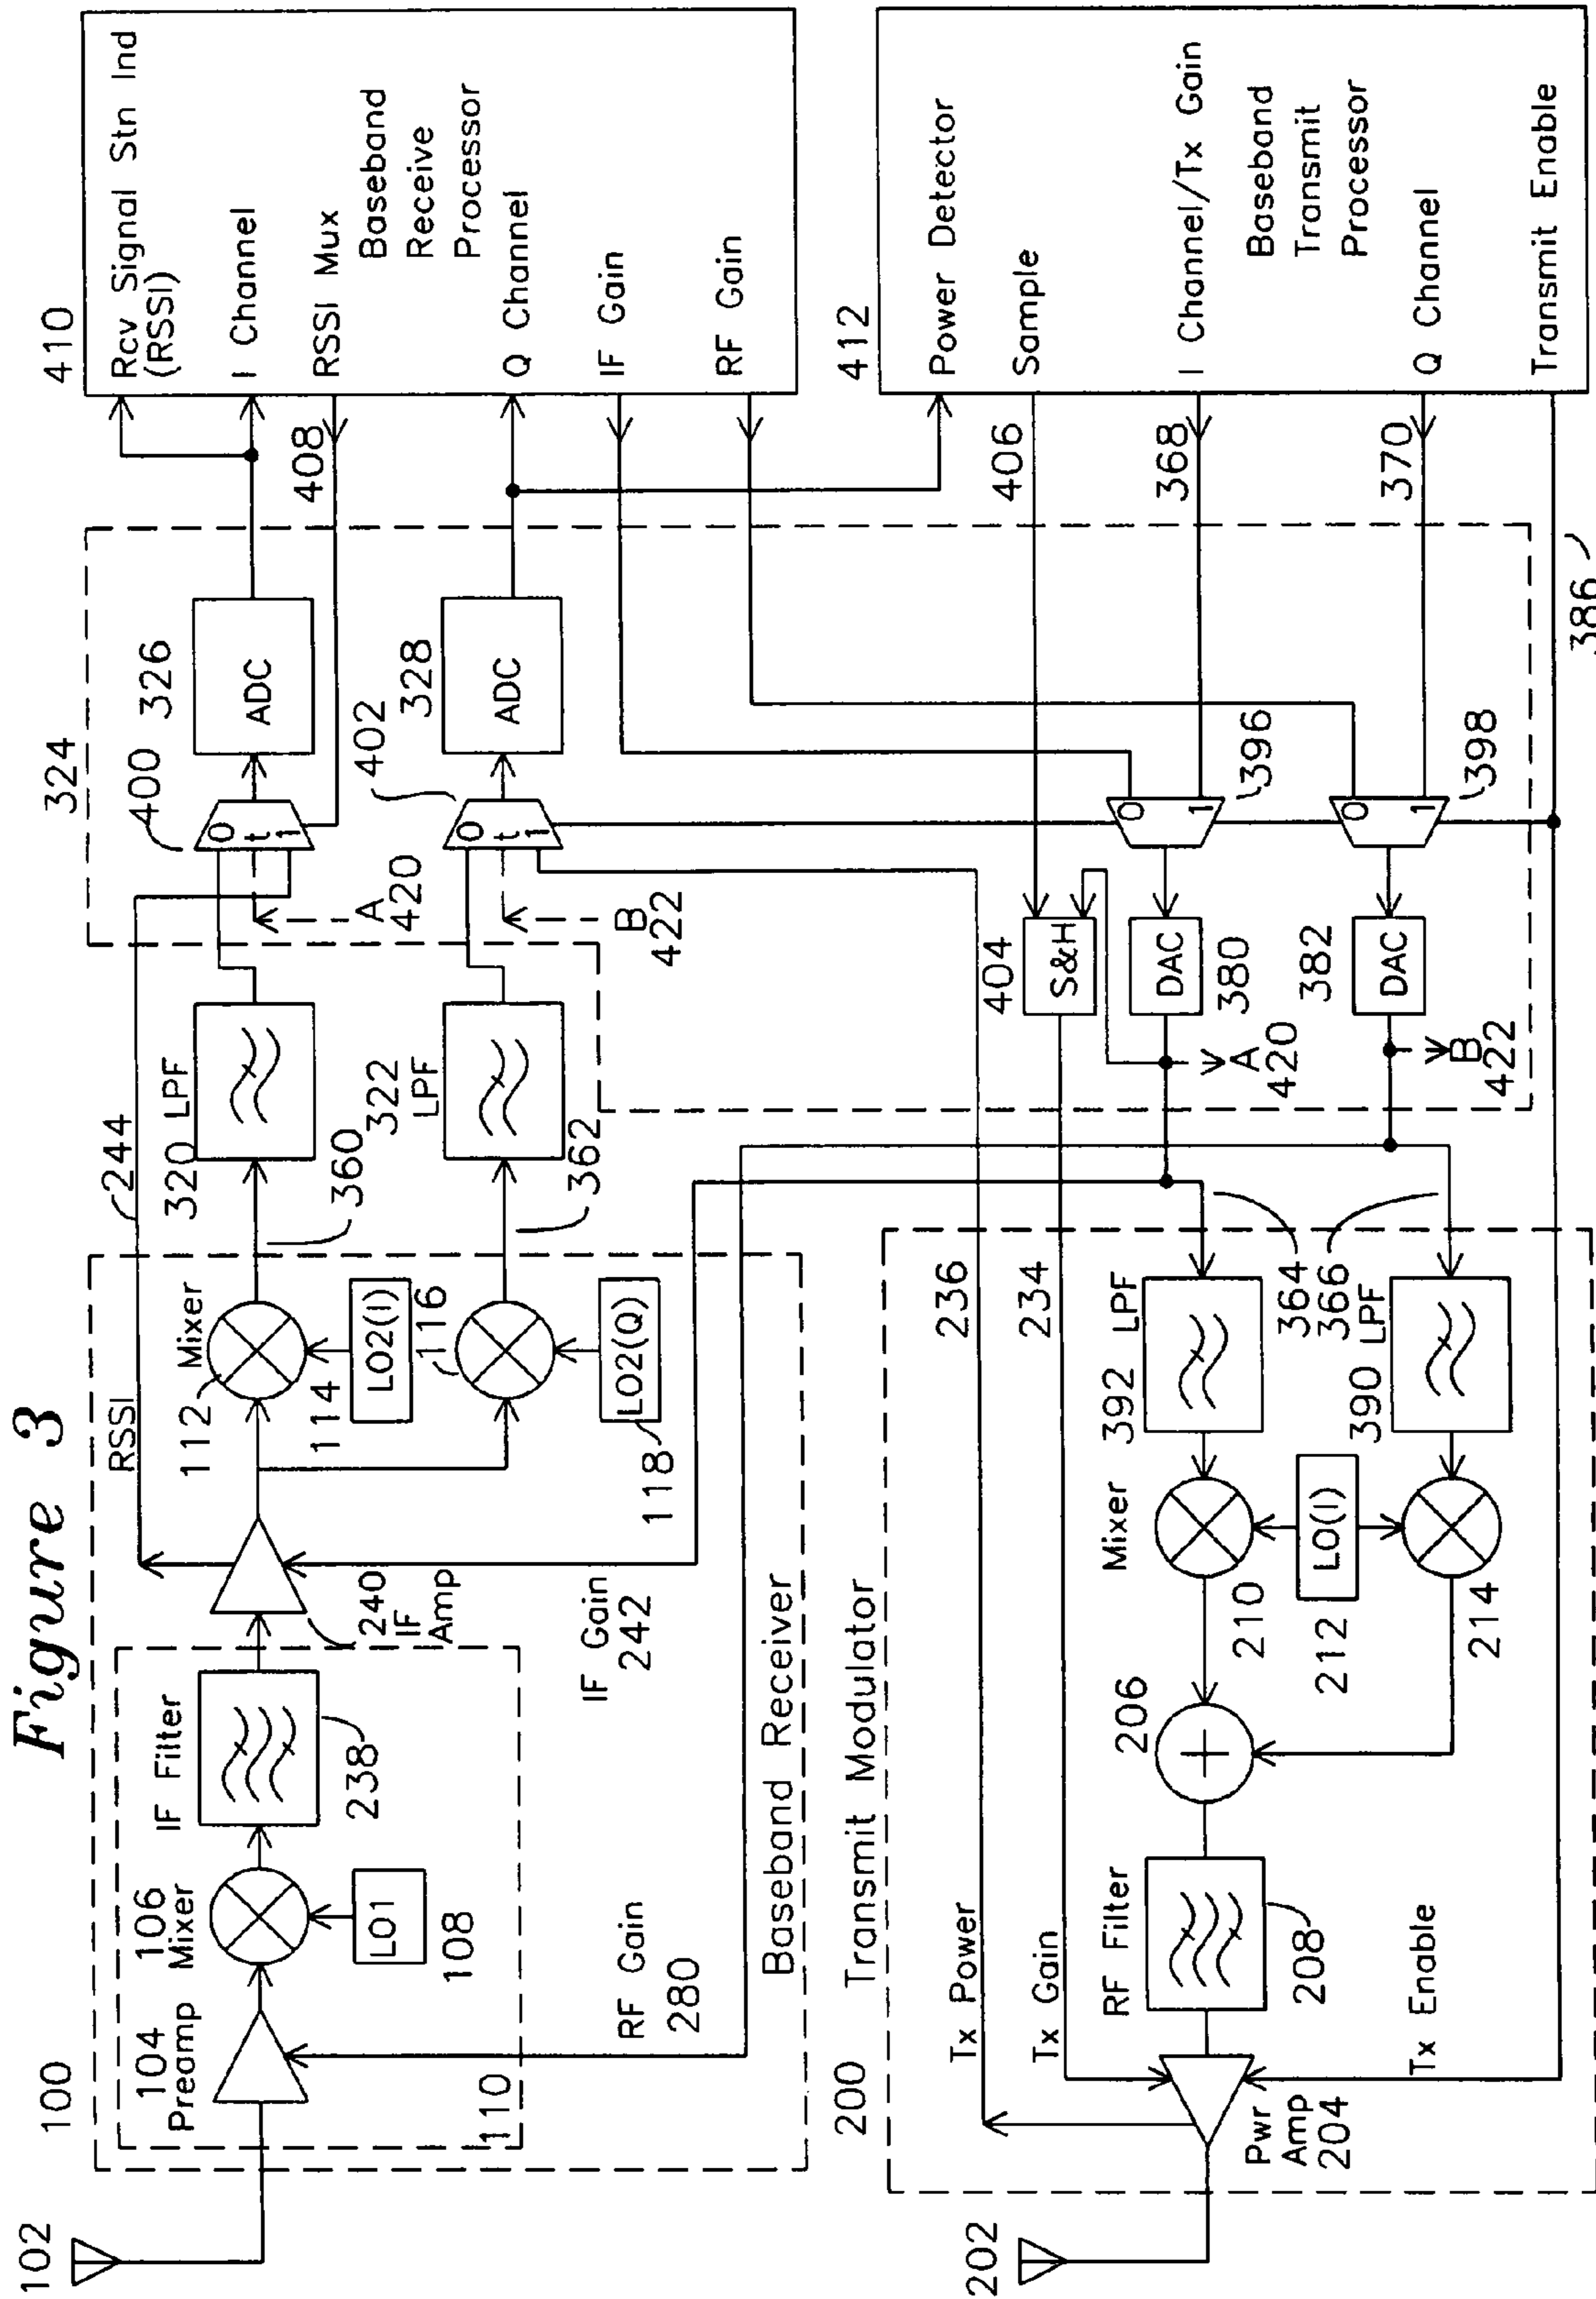 Figure 3
102
100
104
Preamp
106
Mixer
LO1
108
110
IF Filter
238
240
IF
Amp
RSSI
244
112
Mixer
114
LO2(I)
116
LO2(Q)
118
IF Gain
242
RF Gain
280
Baseband Receiver
320 LPF
360
322
LPF
362
324
400
0
t
1
A
420
326
ADC
402
0
t
1
B
422
328
ADC
408
410
Rcv Signal Stn Ind
(RSSI)
I Channel
RSSI Mux
Baseband
Receive
Processor
Q Channel
IF Gain
RF Gain
412
Power Detector
Sample
I Channel/Tx Gain
Baseband
Transmit
Processor
Q Channel
Transmit Enable
406
368
370
386
0
1
396
0
1
398
404
S&H
DAC
380
382
DAC
A
420
B
422
364
366
200
Transmit Modulator
202
Tx Power
236
Tx Gain
234
Pwr
Amp
204
RF Filter
208
Tx Enable
206
Mixer
210
LO(I)
212
214
392 LPF
390 LPF